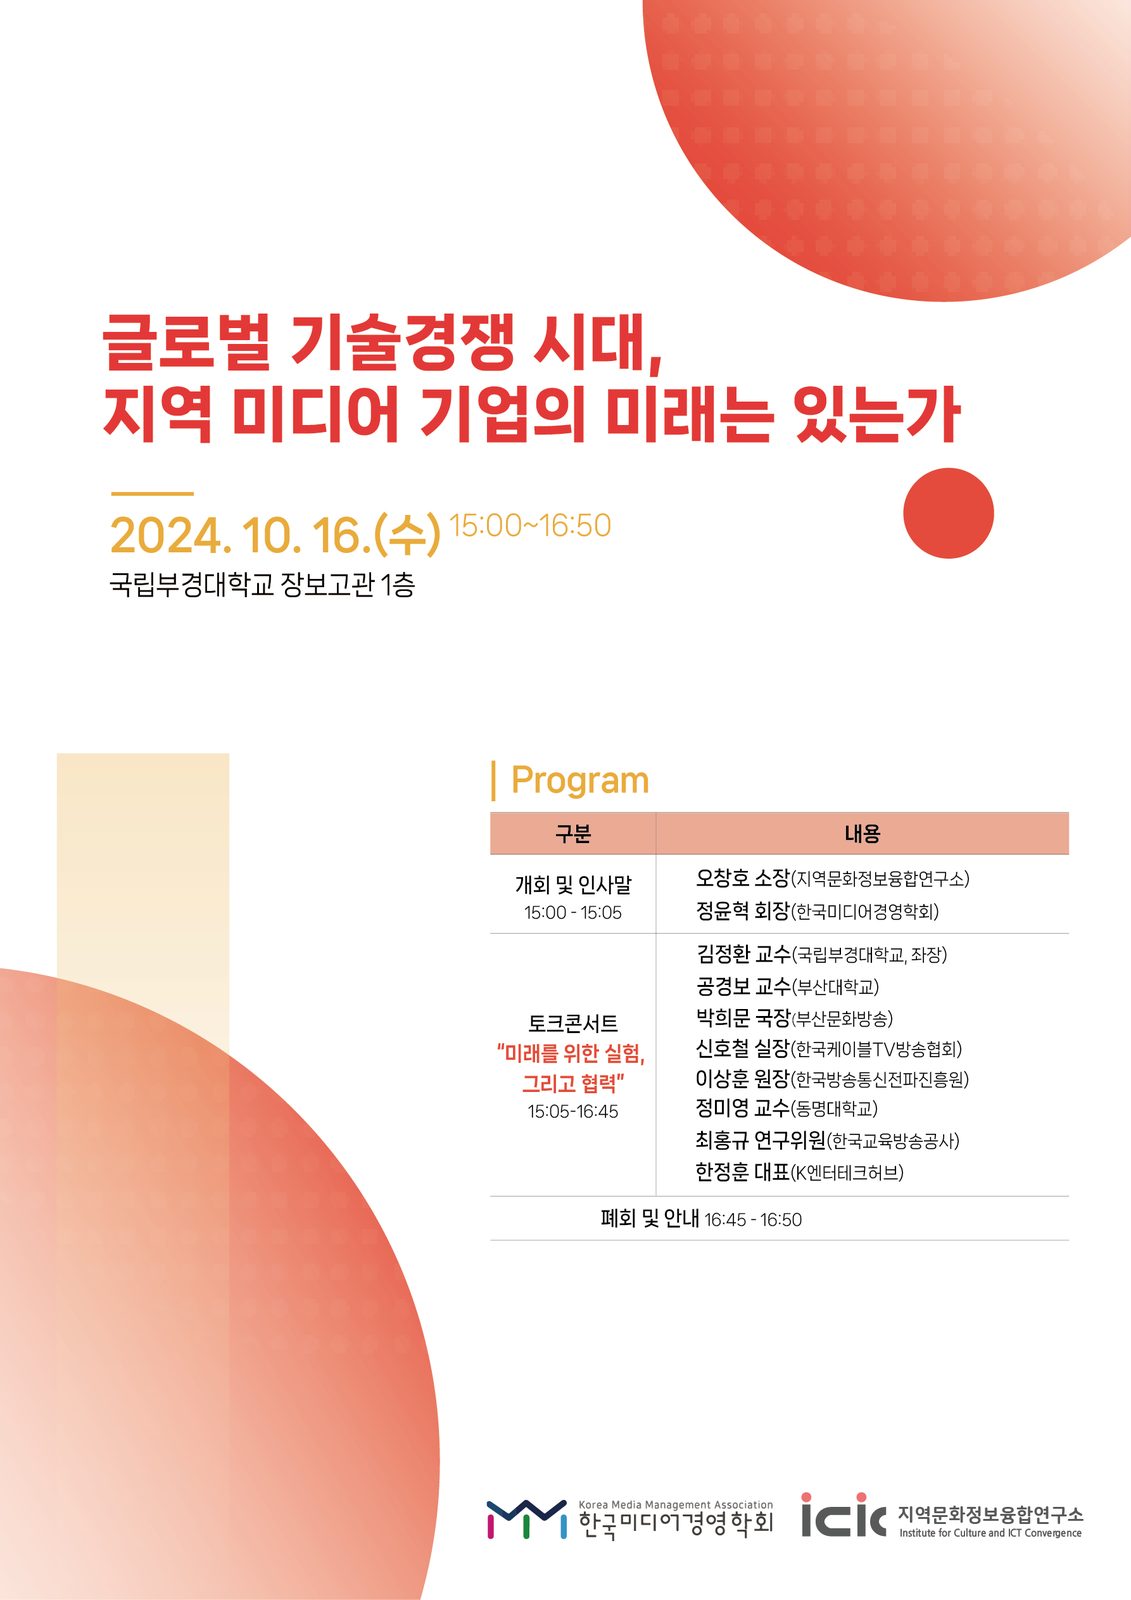 글로벌 기술경쟁 시대,
지역 미디어 기업의 미래는 있는가
2024. 10. 16.(수) 15:00~16:50
국립부경대학교 장보고관 1층
Program
구분 내용
개회 및 인사말
15:00 - 15:05
오창호 소장(지역문화정보융합연구소)
정윤혁 회장(한국미디어경영학회)
토크콘서트
“미래를 위한 실험,
그리고 협력”
15:05-16:45
김정환 교수(국립부경대학교, 좌장)
공경보 교수(부산대학교)
박희문 국장(부산문화방송)
신호철 실장(한국케이블TV방송협회)
이상훈 원장(한국방송통신전파진흥원)
정미영 교수(동명대학교)
최홍규 연구위원(한국교육방송공사)
한정훈 대표(K엔터테크허브)
폐회 및 안내 16:45 - 16:50
Korea Media Management Association
한국미디어경영학회
icic
지역문화정보융합연구소
Institute for Culture and ICT Convergence